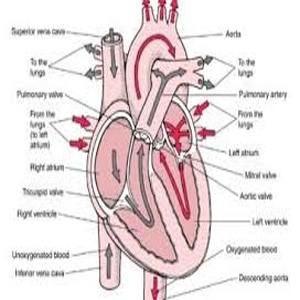 Superior vena cava
To the
lungs
Pulmonary valve
From the
lungs
(to left
atrium)
Right atrium
Tricuspid valve
Right ventricle
Unoxygenated blood
Inferior vena cava
Aorta
To the
lungs
Pulmonary artery
From the
lungs
Left atrium
Mitral valve
Aortic valve
Left ventricle
Oxygenated blood
Descending aorta